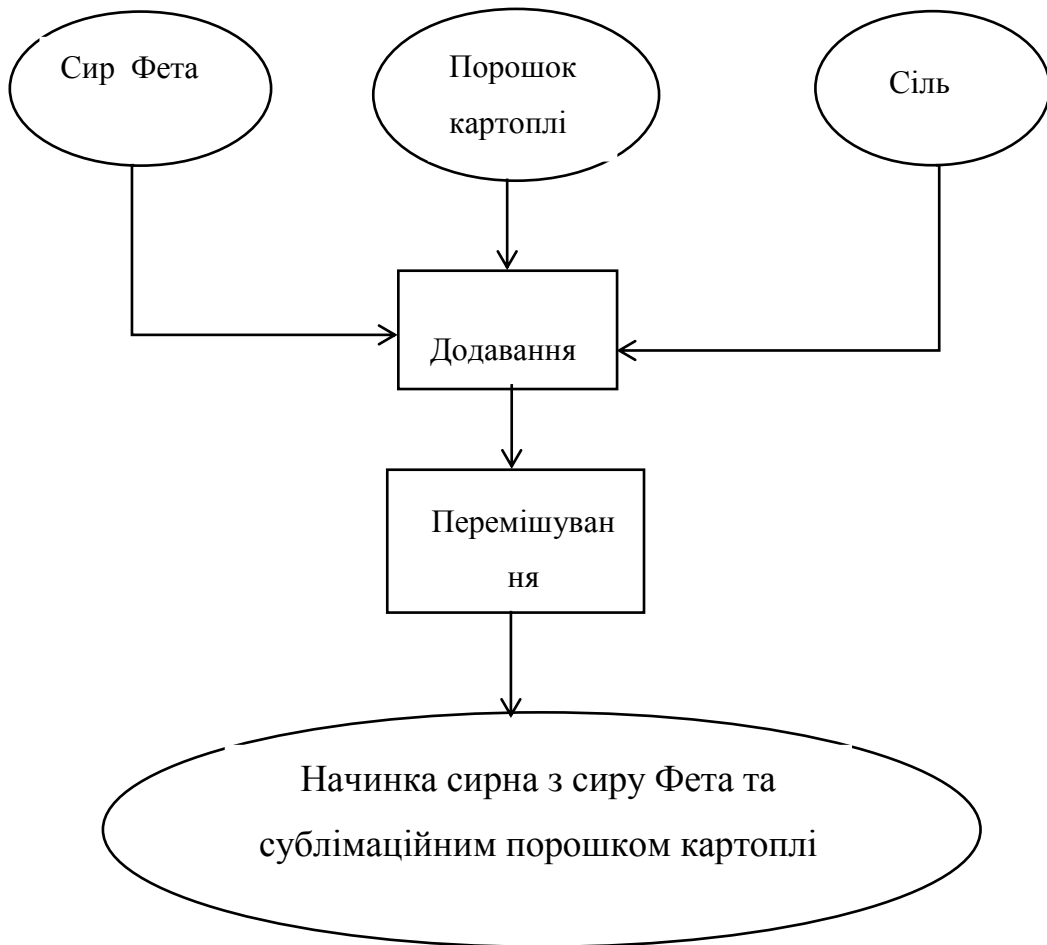 Сир Фета
Порошок
картоплі
Сіль
Додавання
Перемішуван
ня
Начинка сирна з сиру Фета та
сублімаційним порошком картоплі